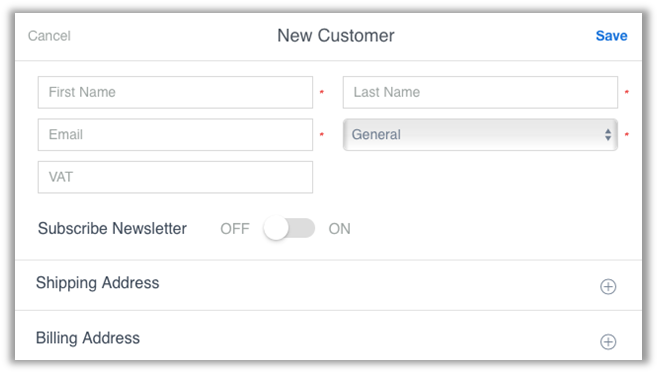 Cancel New Customer Save
First Name * Last Name *
Email * General *
VAT
Subscribe Newsletter OFF ON
Shipping Address
Billing Address